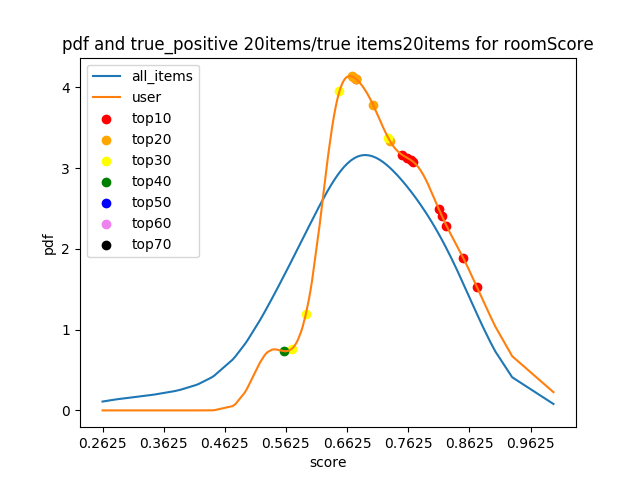 pdf and true_positive 20items/true items20items for roomScore
all_items
user
top10
top20
top30
top40
top50
top60
top70
4
3
2
1
0
pdf
0.2625 0.3625 0.4625 0.5625 0.6625 0.7625 0.8625 0.9625
score